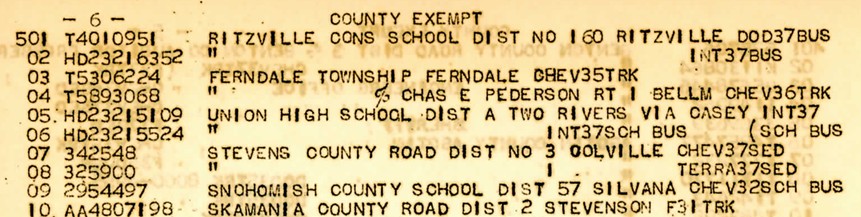 - 6 - COUNTY EXEMPT
501 T4010951 RITZVILLE CONS SCHOOL DIST NO 160 RITZVILLE DOD37BUS
02 HD23216352 " INT37BUS
03 T5306224 FERNDALE TOWNSHIP FERNDALE CHEV35TRK
04 T5893068 " % CHAS E PEDERSON RT 1 BELLM CHEV36TRK
05 HD23215109 UNION HIGH SCHOOL DIST A TWO RIVERS VIA CASEY INT37
06 HD23215524 " INT37SCH BUS (SCH BUS
07 342548 STEVENS COUNTY ROAD DIST NO 3 COLVILLE CHEV37SED
08 325900 " 1 TERRA37SED
09 2954497 SNOHOMISH COUNTY SCHOOL DIST 57 SILVANA CHEV32SCH BUS
10 AA4807198 SKAMANIA COUNTY ROAD DIST 2 STEVENSON F31TRK